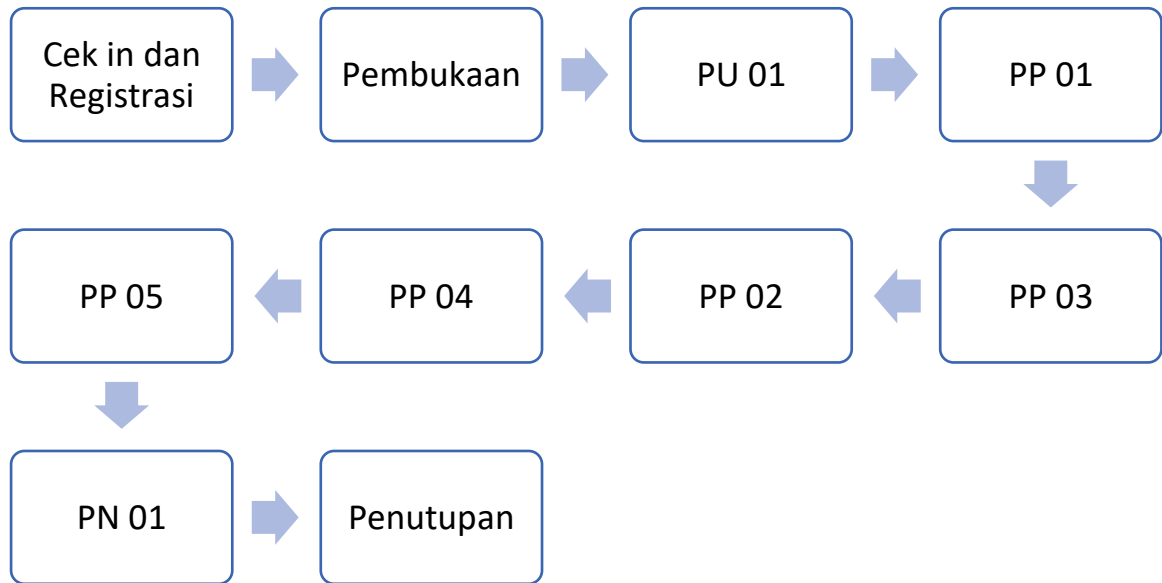 Cek in dan
Registrasi
Pembukaan
PU 01
PP 01
PP 03
PP 02
PP 04
PP 05
PN 01
Penutupan